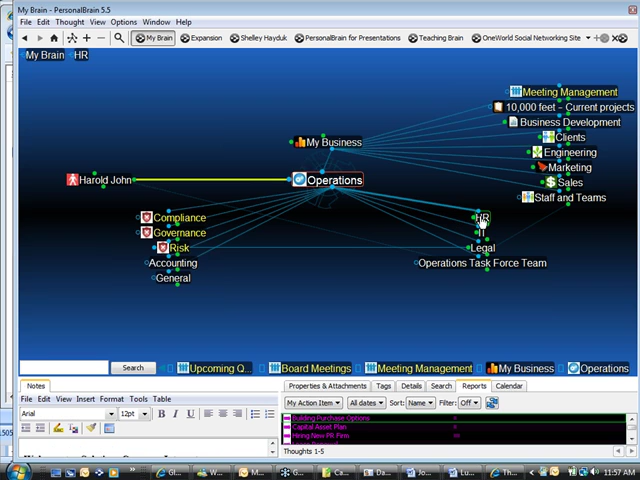 My Brain - PersonalBrain 5.5
File Edit Thought View Options Window Help
My Brain Expansion Shelley Hayduk PersonalBrain for Presentations Teaching Brain OneWorld Social Networking Site
My Brain HR
Meeting Management
10,000 feet - Current projects
Business Development
Clients
My Business
Engineering
Marketing
Harold John
Operations
Sales
Staff and Teams
Compliance
HR
Governance
IT
Risk
Legal
Accounting
Operations Task Force Team
General
Search Upcoming Q... Board Meetings Meeting Management My Business Operations
Notes
Properties & Attachments Tags Details Search Reports Calendar
File Edit View Insert Format Tools Table
My Action Item All dates Sort: Name Filter: Off
Arial 12pt B I U
Building Purchase Options
Capital Asset Plan
Hiring New PR Firm
Thoughts 1-5
11:57 AM